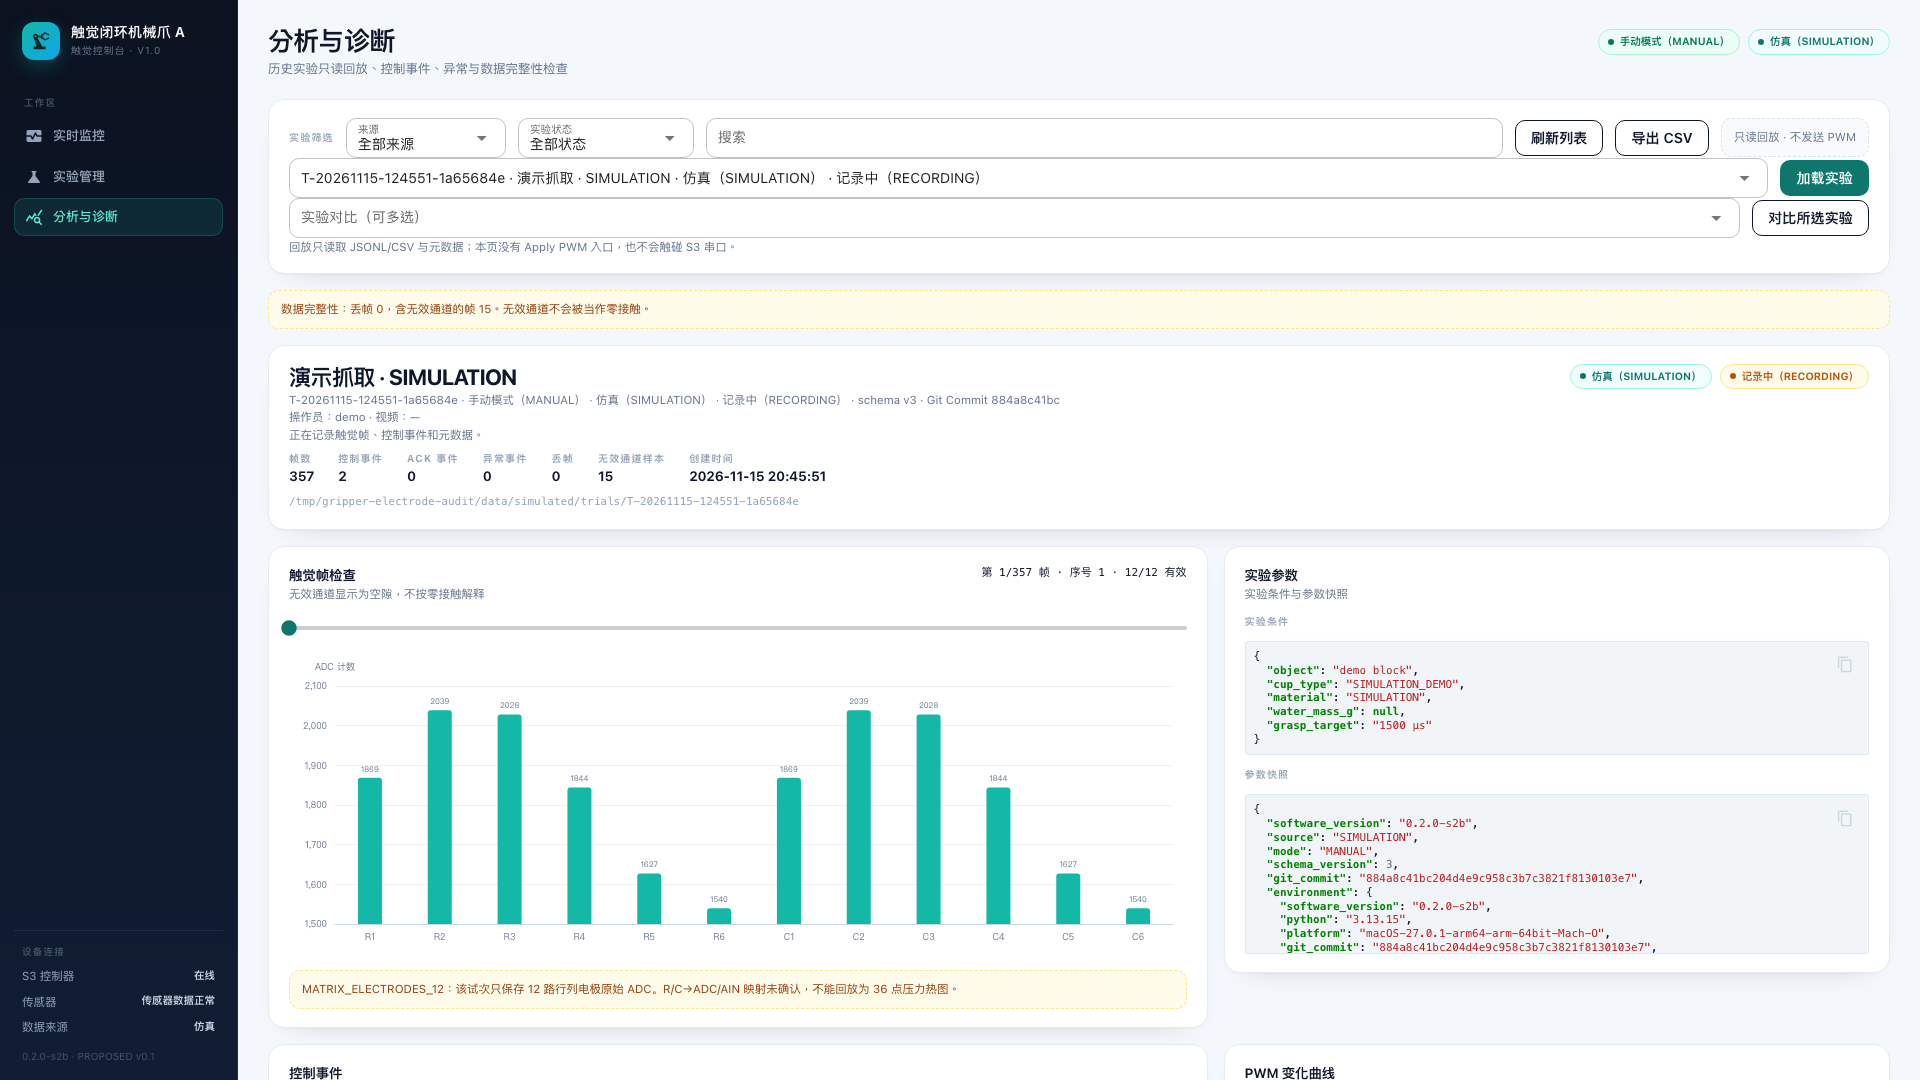 触觉闭环机械爪 A
触觉控制台 · V1.0
工作区
实时监控
实验管理
分析与诊断
设备连接
S3 控制器 在线
传感器 传感器数据正常
数据来源 仿真
0.2.0-s2b · PROPOSED v0.1
分析与诊断
历史实验只读回放、控制事件、异常与数据完整性检查
手动模式（MANUAL）
仿真（SIMULATION）
实验筛选
来源
全部来源
实验状态
全部状态
搜索
刷新列表
导出 CSV
只读回放 · 不发送 PWM
T-20261115-124551-1a65684e · 演示抓取 · SIMULATION · 仿真（SIMULATION） · 记录中（RECORDING）
加载实验
实验对比（可多选）
对比所选实验
回放只读取 JSONL/CSV 与元数据；本页没有 Apply PWM 入口，也不会触碰 S3 串口。
数据完整性：丢帧 0，含无效通道的帧 15。无效通道不会被当作零接触。
演示抓取 · SIMULATION
仿真（SIMULATION）
记录中（RECORDING）
T-20261115-124551-1a65684e · 手动模式（MANUAL） · 仿真（SIMULATION） · 记录中（RECORDING） · schema v3 · Git Commit 884a8c41bc
操作员：demo · 视频：—
正在记录触觉帧、控制事件和元数据。
帧数 控制事件 ACK 事件 异常事件 丢帧 无效通道样本 创建时间
357 2 0 0 0 15 2026-11-15 20:45:51
/tmp/gripper-electrode-audit/data/simulated/trials/T-20261115-124551-1a65684e
触觉帧检查
无效通道显示为空隙，不按零接触解释
第 1/357 帧 · 序号 1 · 12/12 有效
ADC 计数
2,100
2,000
1,900
1,800
1,700
1,600
1,500
1869 2039 2028 1844 1627 1540 1869 2039 2028 1844 1627 1540
R1 R2 R3 R4 R5 R6 C1 C2 C3 C4 C5 C6
MATRIX_ELECTRODES_12：该试次只保存 12 路行列电极原始 ADC。R/C→ADC/AIN 映射未确认，不能回放为 36 点压力热图。
实验参数
实验条件与参数快照
实验条件
{
"object": "demo block",
"cup_type": "SIMULATION_DEMO",
"material": "SIMULATION",
"water_mass_g": null,
"grasp_target": "1500 µs"
}
参数快照
{
"software_version": "0.2.0-s2b",
"source": "SIMULATION",
"mode": "MANUAL",
"schema_version": 3,
"git_commit": "884a8c41bc204d4e9c958c3b7c3821f8130103e7",
"environment": {
"software_version": "0.2.0-s2b",
"python": "3.13.15",
"platform": "macOS-27.0.1-arm64-arm-64bit-Mach-O",
"git_commit": "884a8c41bc204d4e9c958c3b7c3821f8130103e7",
控制事件
PWM 变化曲线